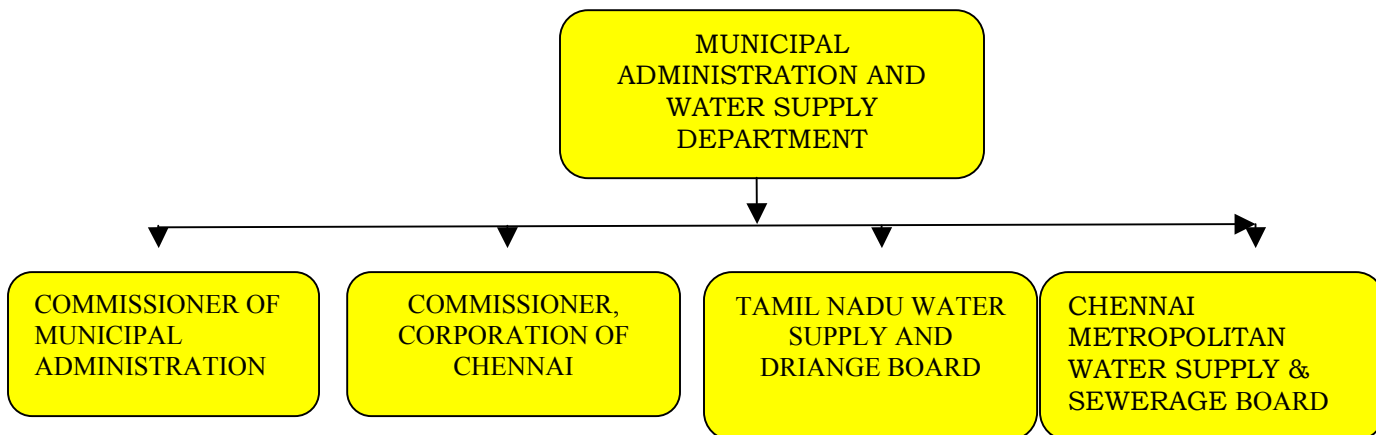 MUNICIPAL
ADMINISTRATION AND
WATER SUPPLY
DEPARTMENT
COMMISSIONER OF
MUNICIPAL
ADMINISTRATION
COMMISSIONER,
CORPORATION OF
CHENNAI
TAMIL NADU WATER
SUPPLY AND
DRIANGE BOARD
CHENNAI
METROPOLITAN
WATER SUPPLY &
SEWERAGE BOARD